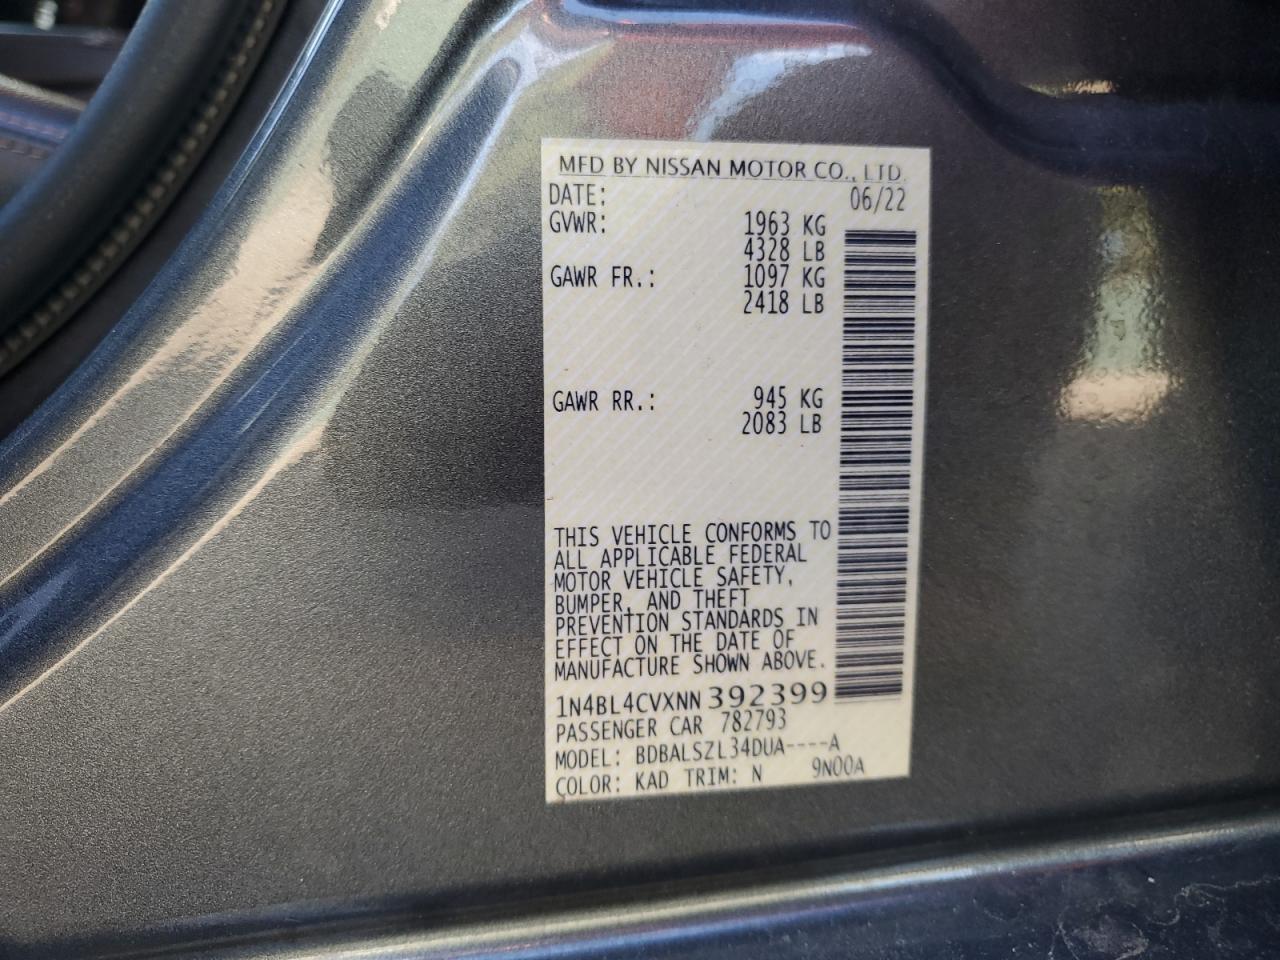 MFD BY NISSAN MOTOR CO., LTD.
DATE: 06/22
GVWR: 1963 KG
4328 LB
GAWR FR.: 1097 KG
2418 LB
GAWR RR.: 945 KG
2083 LB
THIS VEHICLE CONFORMS TO
ALL APPLICABLE FEDERAL
MOTOR VEHICLE SAFETY,
BUMPER, AND THEFT
PREVENTION STANDARDS IN
EFFECT ON THE DATE OF
MANUFACTURE SHOWN ABOVE.
1N4BL4CVXNN392399
PASSENGER CAR 782793
MODEL: BDBALSZL34DUA----A
COLOR: KAD TRIM: N 9N00A